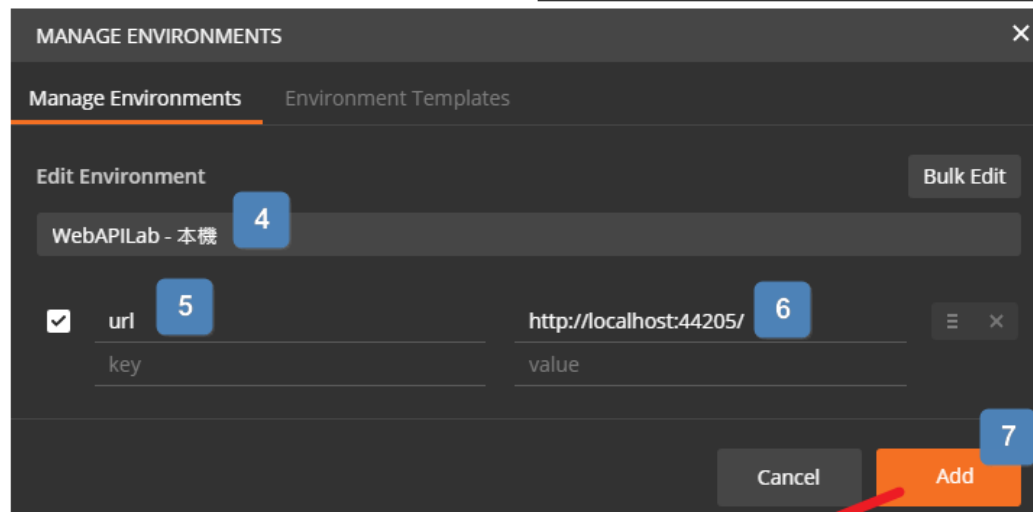 MANAGE ENVIRONMENTS ×
Manage Environments Environment Templates
Edit Environment Bulk Edit
WebAPILab - 本機 4
url 5 http://localhost:44205/ 6
key value
7
Cancel Add